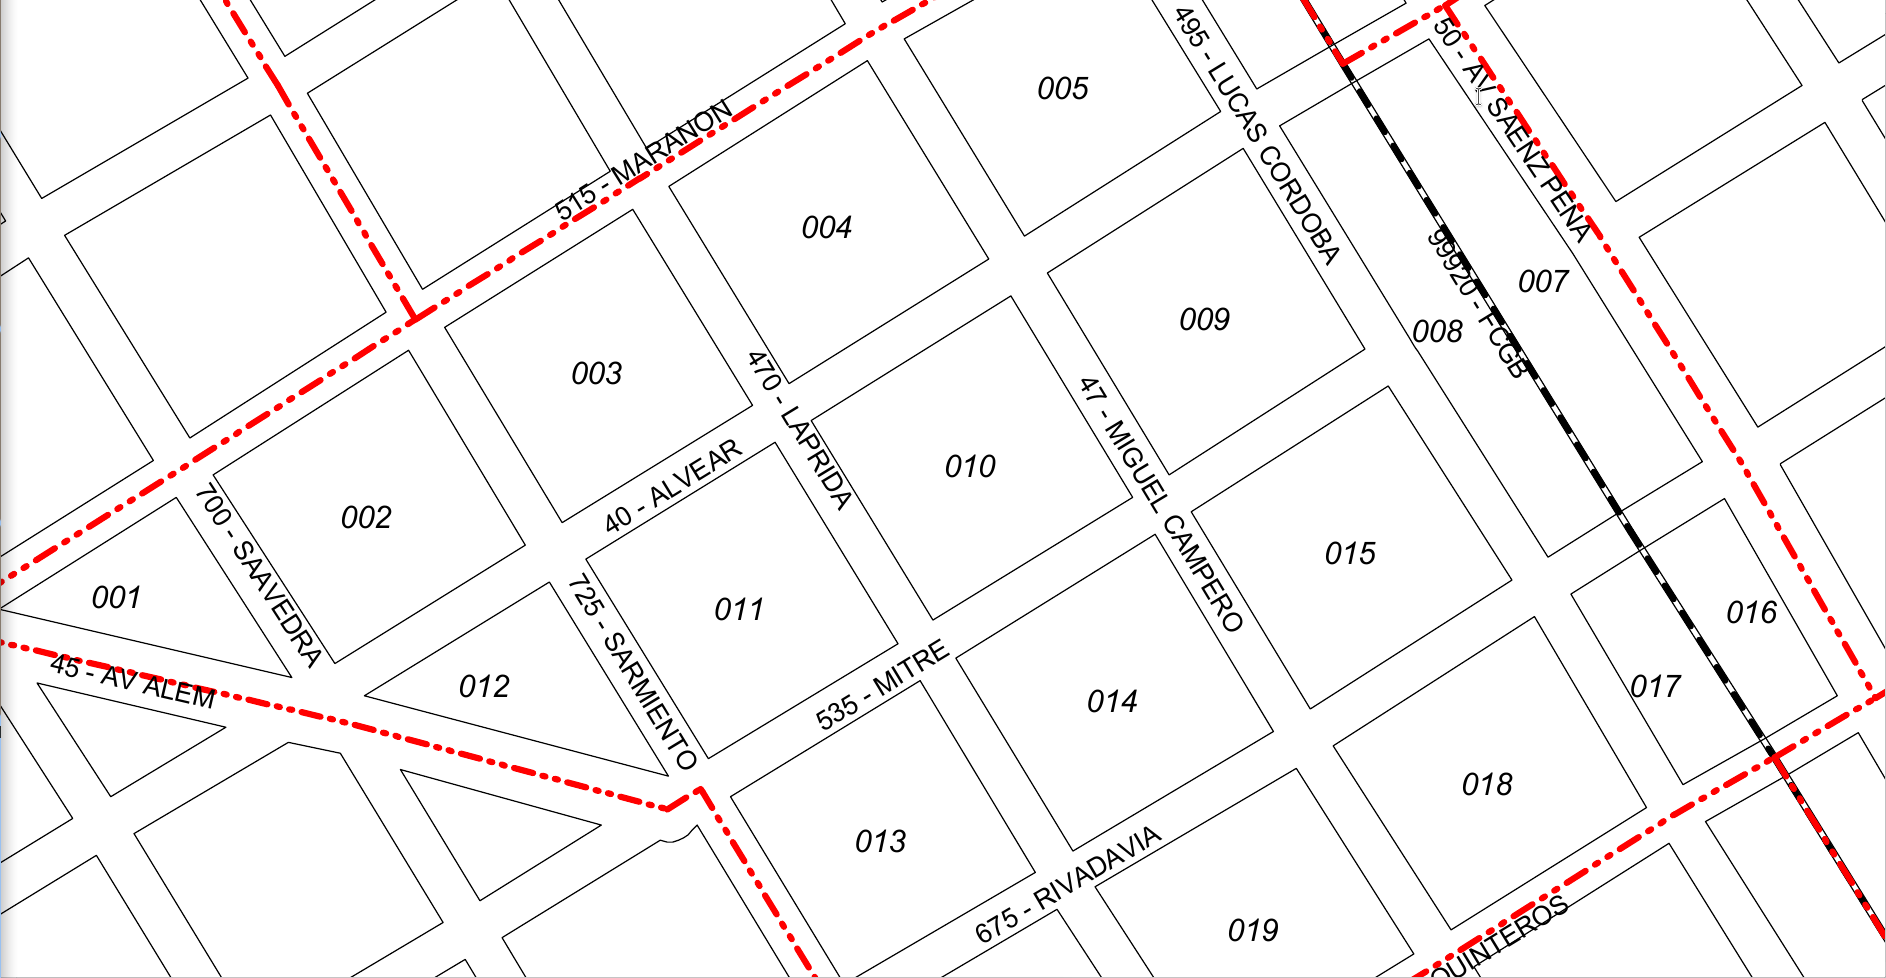 495 - LUCAS CORDOBA
50 - AV SAENZ PENA
005
515 - MARANON
004
99920 - FCGB
007
009
008
003
470 - LAPRIDA
47 - MIGUEL CAMPERO
40 - ALVEAR
010
700 - SAAVEDRA
002
015
001
725 - SARMIENTO
011
016
535 - MITRE
45 - AV ALEM
012
014
017
018
013
675 - RIVADAVIA
019
QUINTEROS